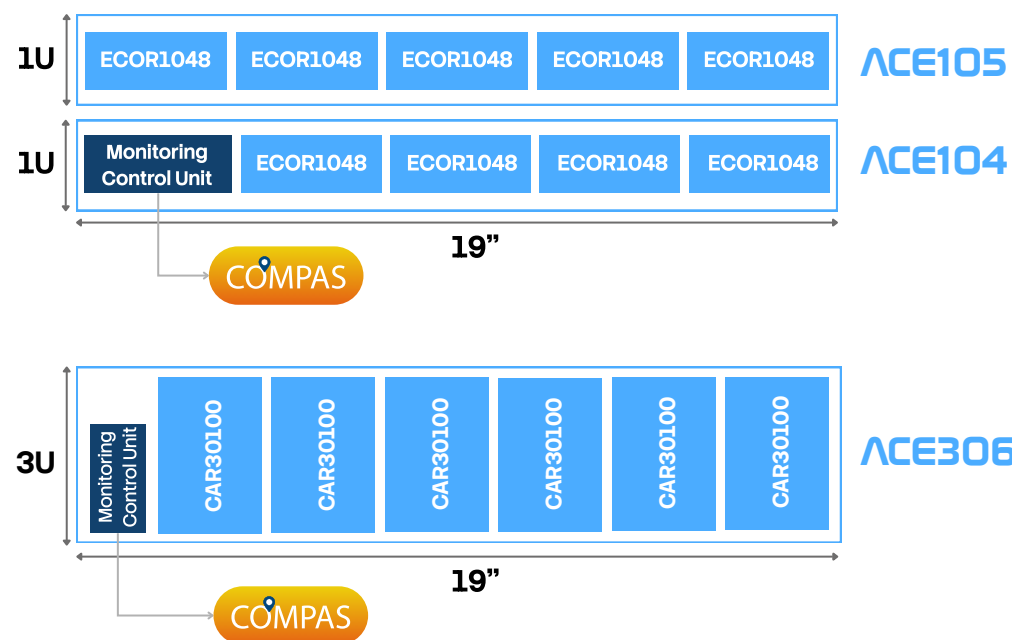 1U
ECOR1048 ECOR1048 ECOR1048 ECOR1048 ECOR1048
ACE105
1U
Monitoring
Control Unit
ECOR1048 ECOR1048 ECOR1048 ECOR1048
ACE104
19”
COMPAS
3U
Monitoring
Control Unit
CAR30100
CAR30100
CAR30100
CAR30100
CAR30100
CAR30100
ACE306
19”
COMPAS